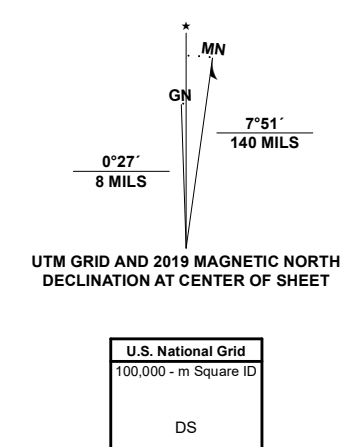 ★
MN
GN
7°51´
140 MILS
0°27´
8 MILS
UTM GRID AND 2019 MAGNETIC NORTH
DECLINATION AT CENTER OF SHEET
U.S. National Grid
100,000 - m Square ID
DS